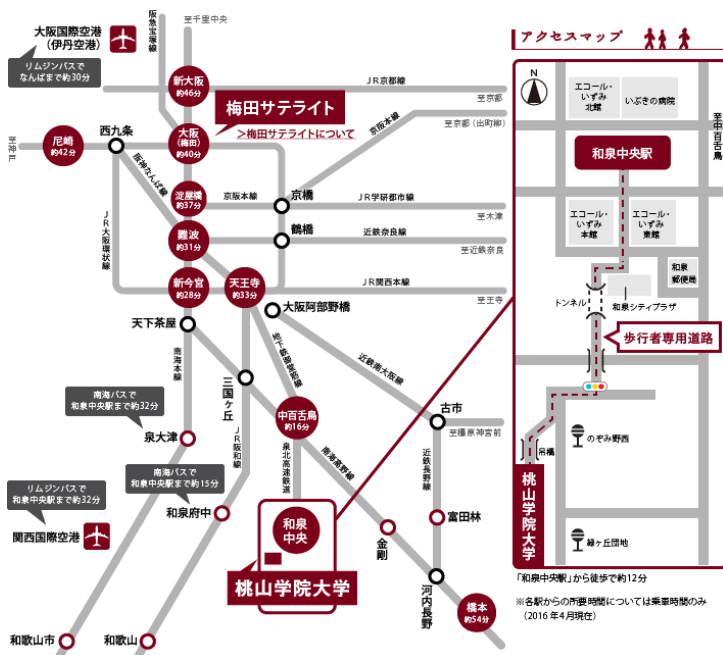 大阪国際空港
（伊丹空港）
リムジンバスで
なんばまで約30分
阪急宝塚線
至千里中央
新大阪
約46分
JR京都線
至京都
梅田サテライト
>梅田サテライトについて
京阪本線
至京都（出町柳）
尼崎
約42分
西九条
大阪
（梅田）
約40分
阪神なんば線
淀屋橋
約37分
京阪本線
京橋
JR学研都市線
至木津
JR大阪環状線
難波
約31分
鶴橋
近鉄奈良線
至近鉄奈良
新今宮
約28分
天王寺
約33分
JR関西本線
至王寺
大阪阿部野橋
天下茶屋
地下鉄御堂筋線
近鉄南大阪線
南海本線
三国ヶ丘
南海バスで
和泉中央駅まで約32分
泉大津
JR阪和線
中百舌鳥
約16分
古市
至橿原神宮前
泉北高速鉄道
南海高野線
近鉄長野線
南海バスで
和泉中央駅まで約15分
和泉府中
リムジンバスで
和泉中央駅まで約32分
関西国際空港
和泉
中央
桃山学院大学
金剛
富田林
河内長野
橋本
約54分
和歌山市
和歌山
アクセスマップ
N
エコール・
いずみ
北館
いぶきの病院
至中百舌鳥
和泉中央駅
エコール・
いずみ
本館
エコール・
いずみ
東館
和泉
郵便局
トンネル
和泉シティプラザ
歩行者専用道路
のぞみ野西
吊橋
桃山学院大学
緑ヶ丘団地
「和泉中央駅」から徒歩で約12分
※各駅からの所要時間については乗車時間のみ
（2016年4月現在）